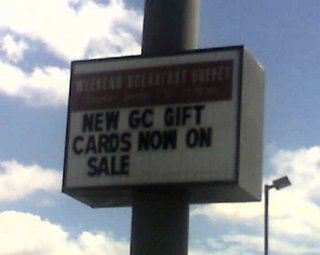 WEEKEND BREAKFAST BUFFET
NEW GC GIFT
CARDS NOW ON
SALE